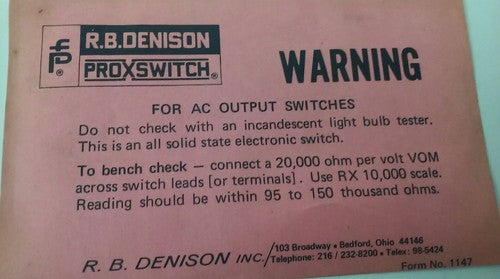 R.B. DENISON
PROXSWITCH®
WARNING
FOR AC OUTPUT SWITCHES
Do not check with an incandescent light bulb tester.
This is an all solid state electronic switch.
To bench check — connect a 20,000 ohm per volt VOM
across switch leads [or terminals]. Use RX 10,000 scale.
Reading should be within 95 to 150 thousand ohms.
R. B. DENISON INC./
103 Broadway • Bedford, Ohio 44146
Telephone: 216 / 232-8200 • Telex: 98-5424
Form No. 1147